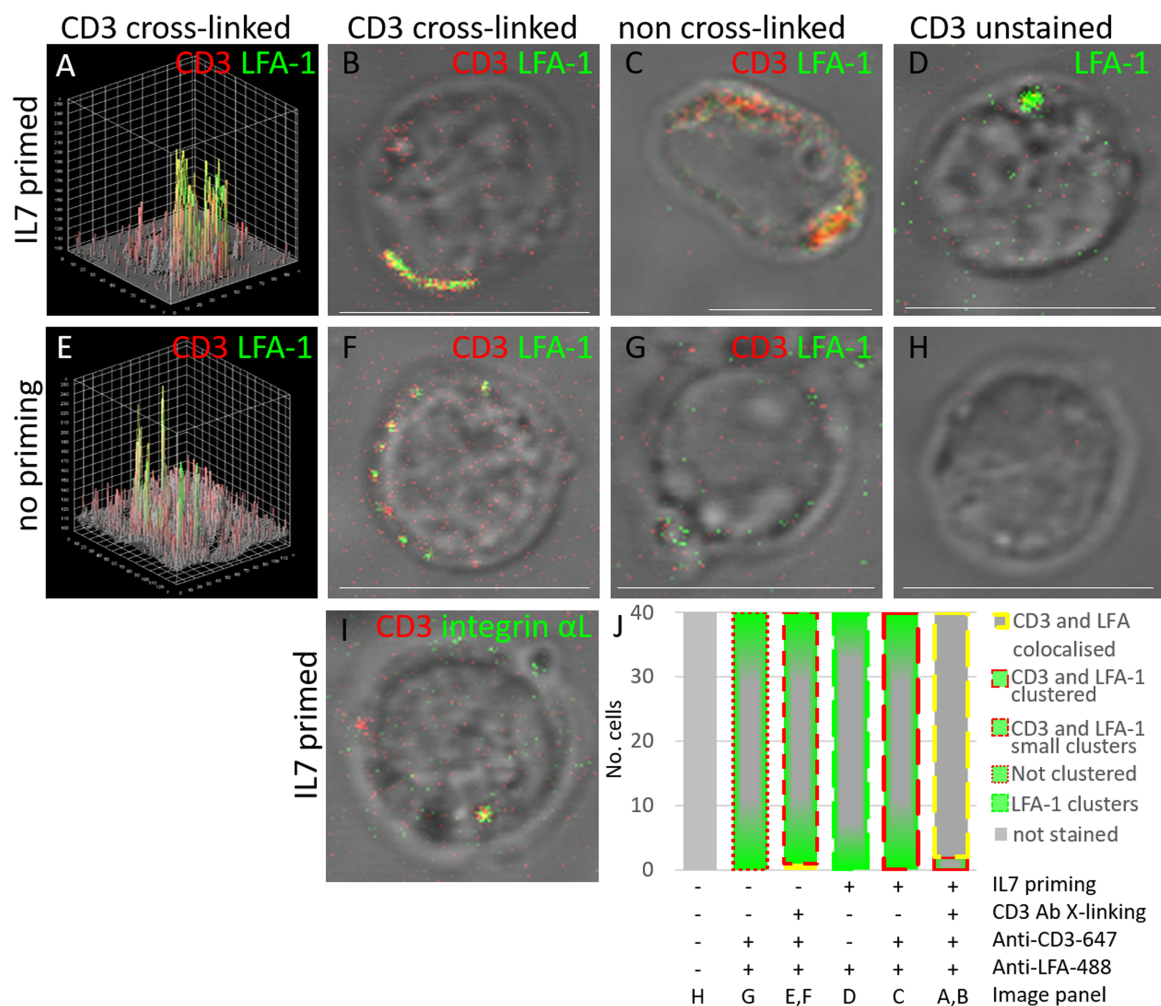 CD3 cross-linked CD3 cross-linked non cross-linked CD3 unstained
IL7 primed
A CD3 LFA-1
B CD3 LFA-1
C CD3 LFA-1
D LFA-1
no priming
E CD3 LFA-1
F CD3 LFA-1
G CD3 LFA-1
H
IL7 primed
I CD3 integrin αL
J
No. cells
40
30
20
10
0
CD3 and LFA
colocalised
CD3 and LFA-1
clustered
CD3 and LFA-1
small clusters
Not clustered
LFA-1 clusters
not stained
- - - + + + IL7 priming
- - + - - + CD3 Ab X-linking
- + + - + + Anti-CD3-647
- + + + + + Anti-LFA-488
H G E,F D C A,B Image panel